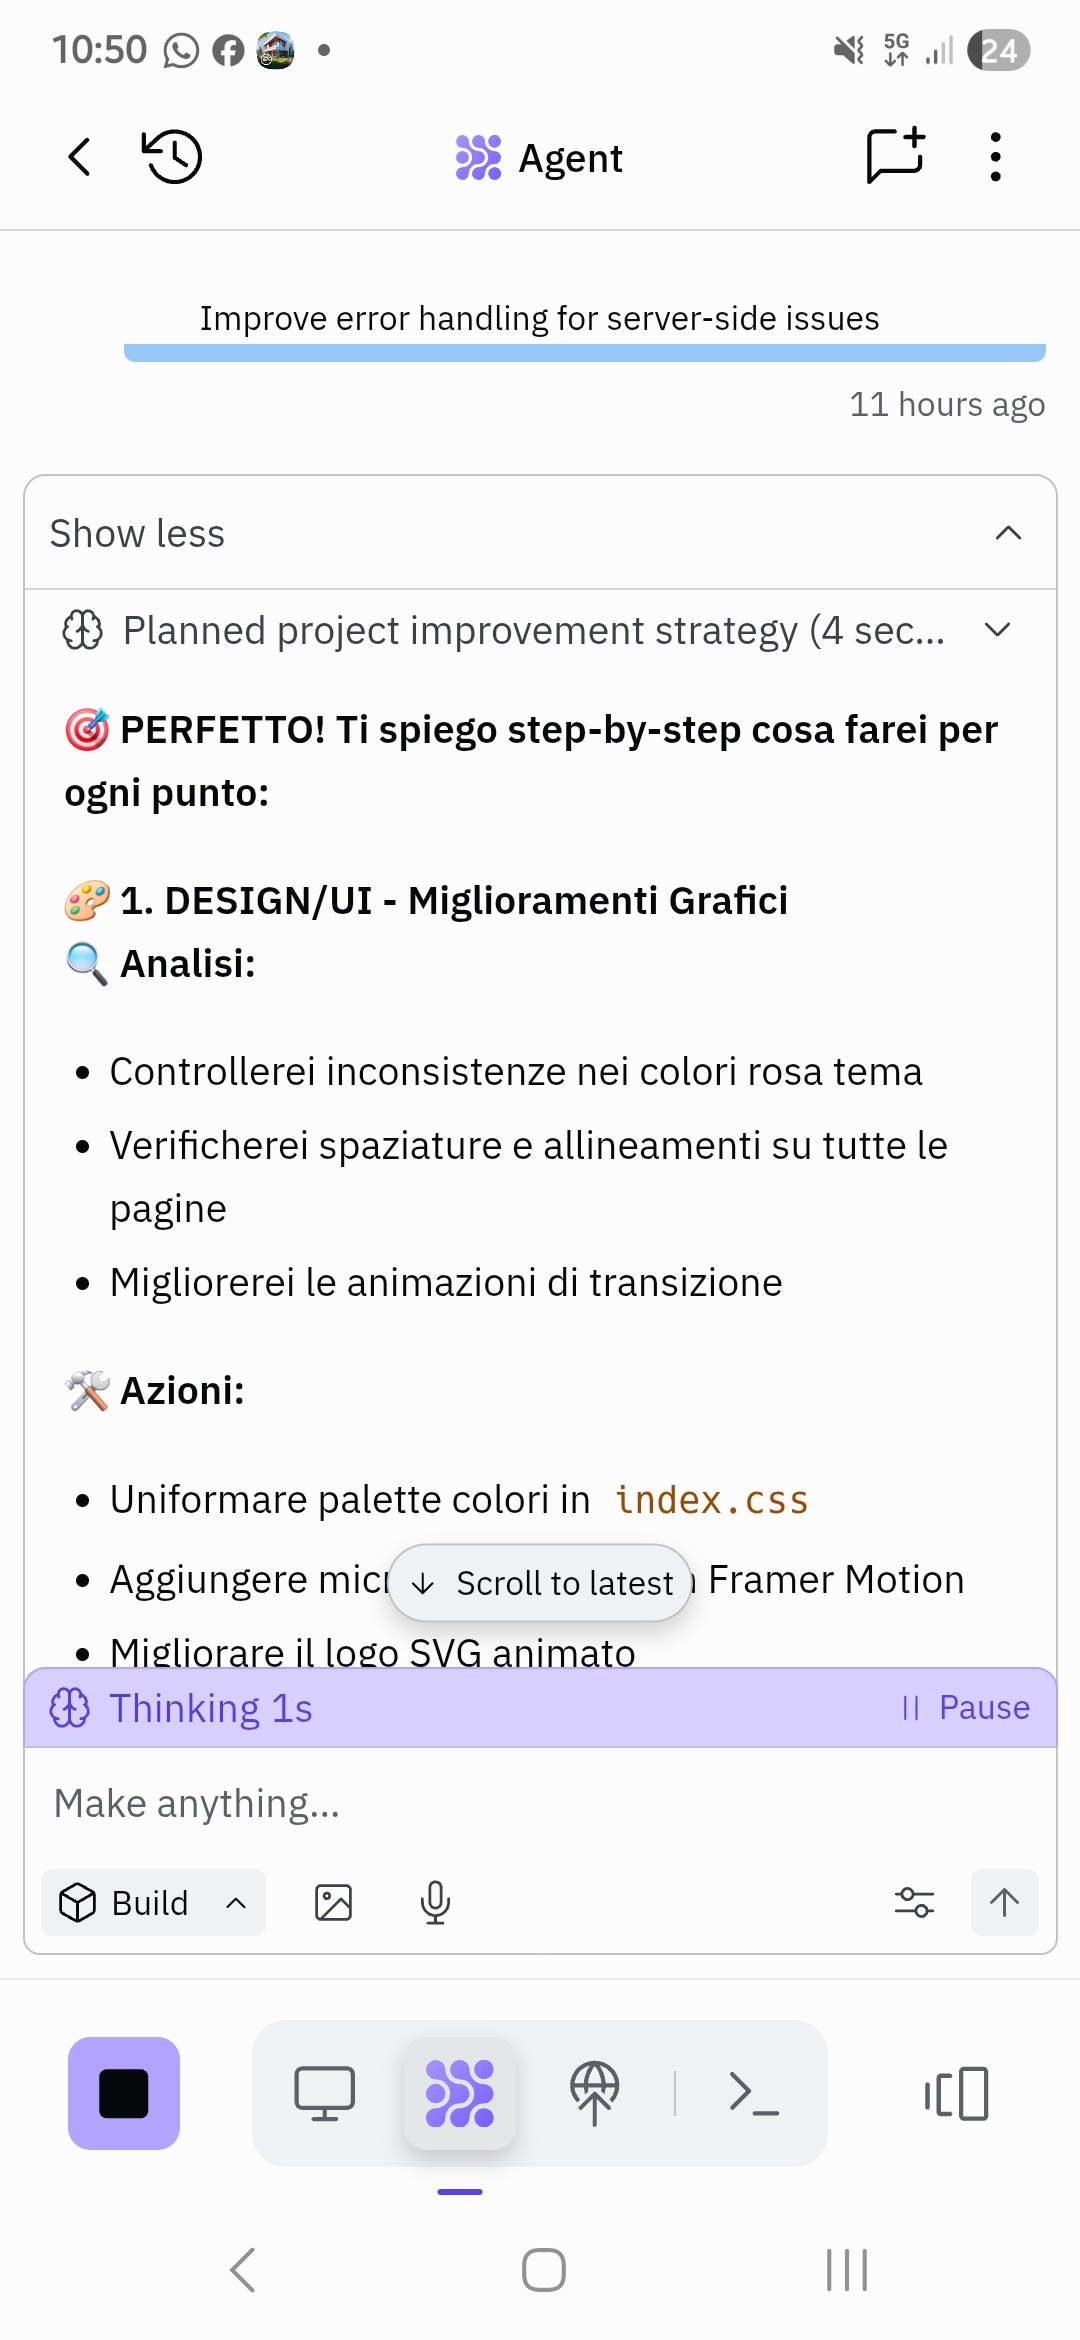 10:50
5G
24
Agent
Improve error handling for server-side issues
11 hours ago
Show less
Planned project improvement strategy (4 sec...
🎯 PERFETTO! Ti spiego step-by-step cosa farei per
ogni punto:
🎨 1. DESIGN/UI - Miglioramenti Grafici
🔍 Analisi:
• Controllerei inconsistenze nei colori rosa tema
• Verificherei spaziature e allineamenti su tutte le
pagine
• Migliorerei le animazioni di transizione
🛠️ Azioni:
• Uniformare palette colori in index.css
• Aggiungere Framer Motion
Scroll to latest
• Migliorare il logo SVG animato
Thinking 1s
Pause
Make anything...
Build